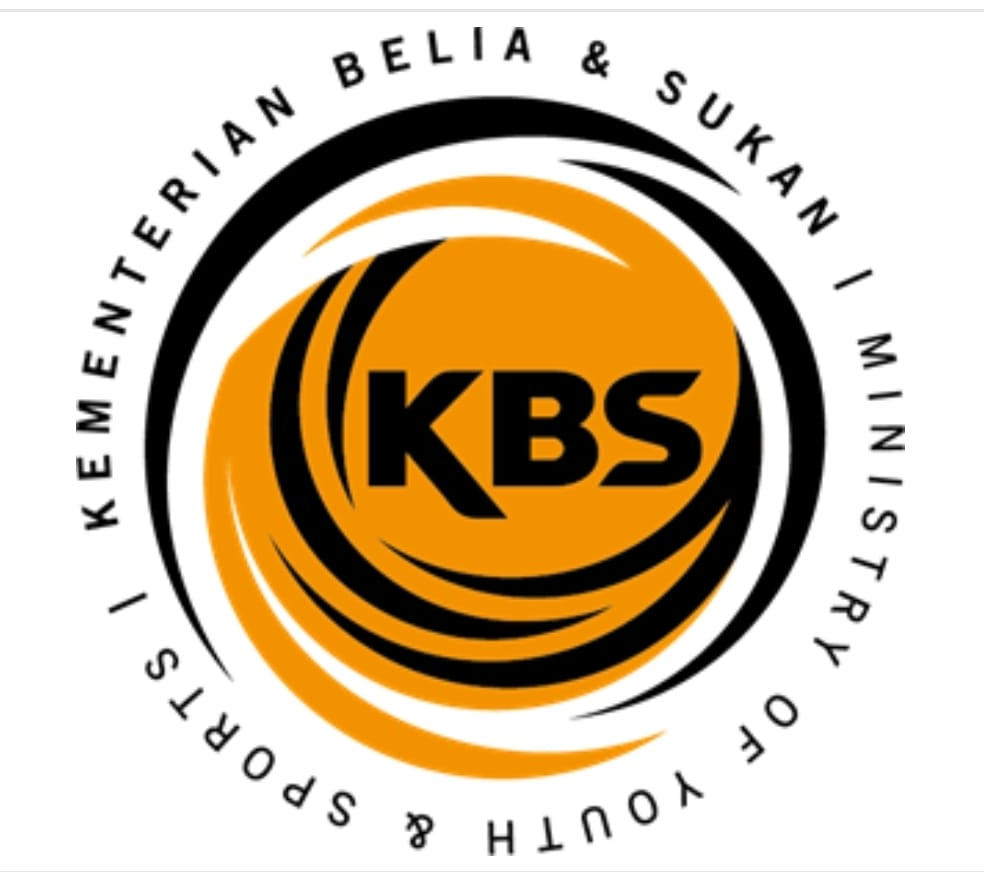 KEMENTERIAN BELIA & SUKAN | MINISTRY OF YOUTH & SPORTS |
KBS